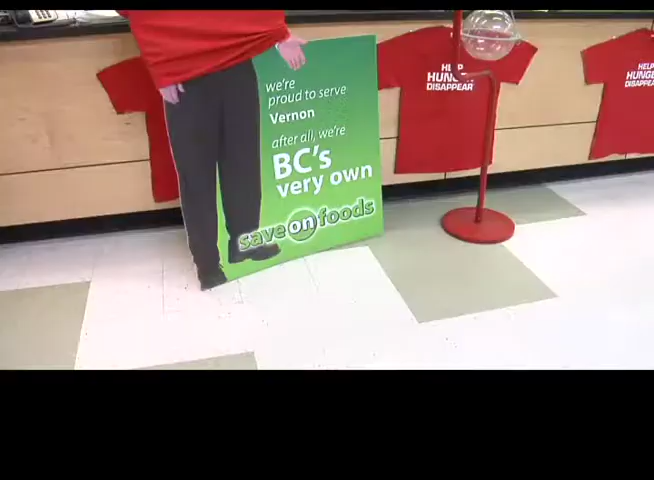 we're
proud to serve
Vernon
after all, we're
BC's
very own
save on foods
HELP
HUNGER
DISAPPEAR
HELP
HUNGER
DISAPPEAR